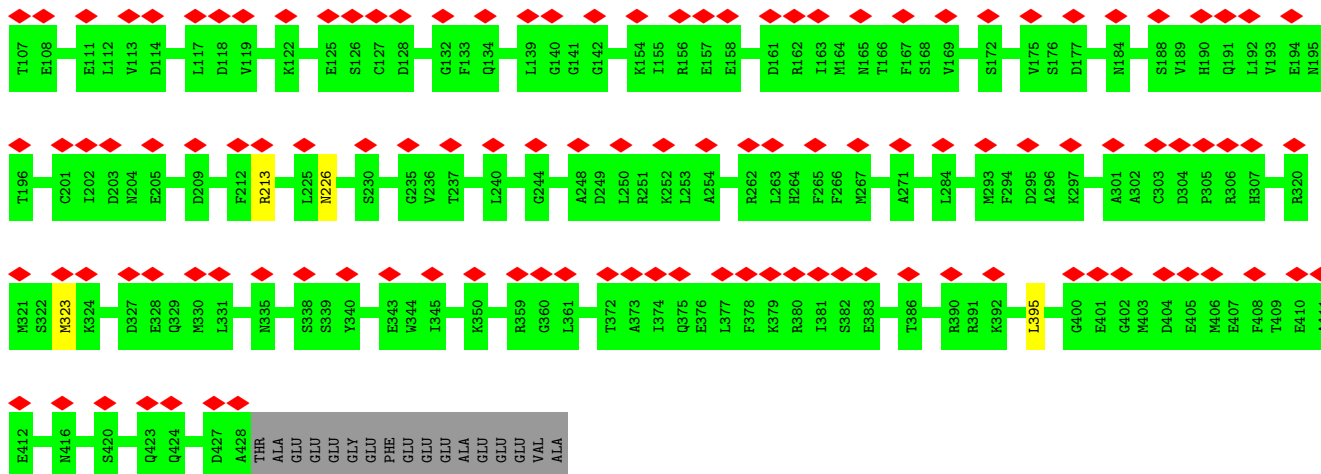 T107 E108 E111 L112 V113 D114 L117 D118 V119 K122 E125 S126 C127 D128 G132 F133 Q134 L139 G140 G141 G142 K154 I155 R156 E157 E158 D161 R162 I163 M164 N165 T166 F167 S168 V169 S172 V175 S176 D177 N184 S188 V189 H190 Q191 L192 V193 E194 N195
T196 C201 I202 D203 N204 E205 D209 F212 R213 L225 N226 S230 G235 V236 T237 L240 G244 A248 D249 L250 R251 K252 L253 A254 R262 L263 H264 F265 F266 M267 A271 L284 M293 F294 D295 A296 K297 A301 A302 C303 D304 P305 R306 H307 R320
M321 S322 M323 K324 D327 E328 Q329 M330 L331 N335 S338 S339 Y340 E343 W344 I345 K350 R359 G360 L361 T372 A373 I374 Q375 E376 L377 F378 K379 R380 I381 S382 E383 T386 R390 R391 K392 L395 G400 E401 G402 M403 D404 E405 M406 E407 F408 T409 E410
E412 N416 S420 Q423 Q424 D427 A428 THR ALA GLU GLU GLU GLY GLU PHE GLU GLU GLU ALA GLU GLU GLU VAL ALA